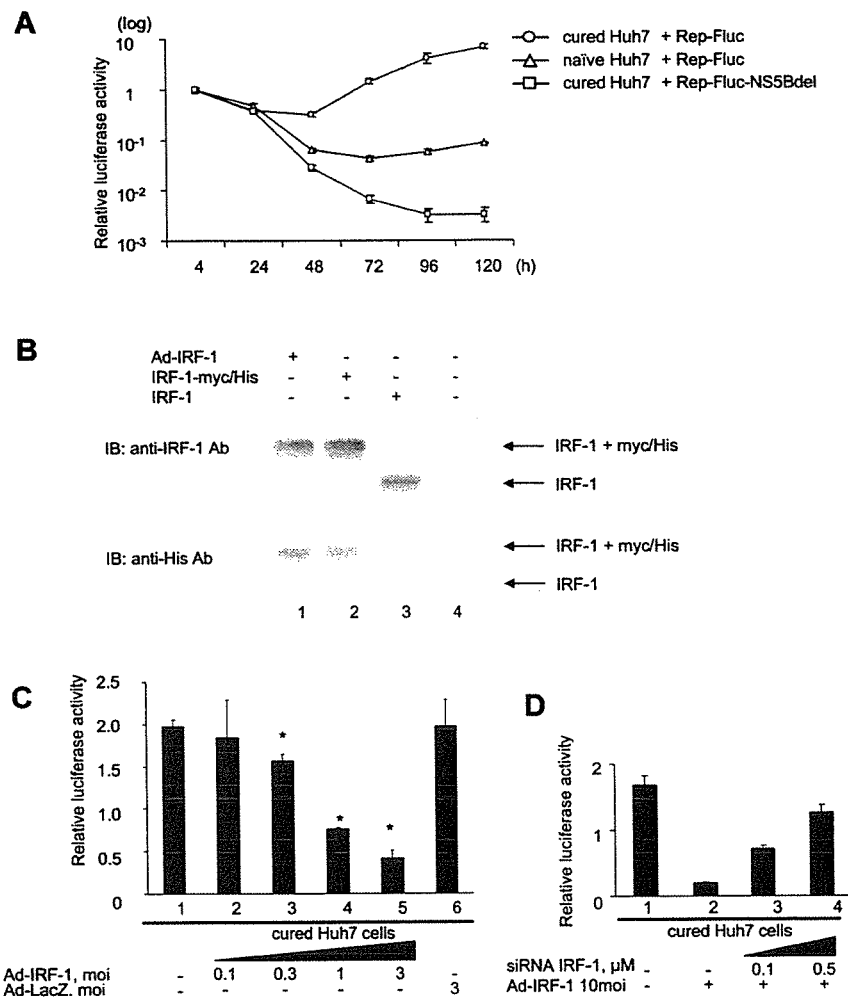 A
(log)
10
1
10-1
10-2
10-3
Relative luciferase activity
4 24 48 72 96 120 (h)
cured Huh7 + Rep-Fluc
naïve Huh7 + Rep-Fluc
cured Huh7 + Rep-Fluc-NS5Bdel
B
Ad-IRF-1 + - - -
IRF-1-myc/His - + - -
IRF-1 - - + -
IB: anti-IRF-1 Ab
IRF-1 + myc/His
IRF-1
IB: anti-His Ab
IRF-1 + myc/His
IRF-1
1 2 3 4
C
Relative luciferase activity
2.5
2.0
1.5
1.0
0.5
0
* * *
1 2 3 4 5 6
cured Huh7 cells
Ad-IRF-1, moi - 0.1 0.3 1 3 -
Ad-LacZ, moi - - - - - 3
D
Relative luciferase activity
2
1
0
1 2 3 4
cured Huh7 cells
siRNA IRF-1, µM - - 0.1 0.5
Ad-IRF-1 10moi - + + +